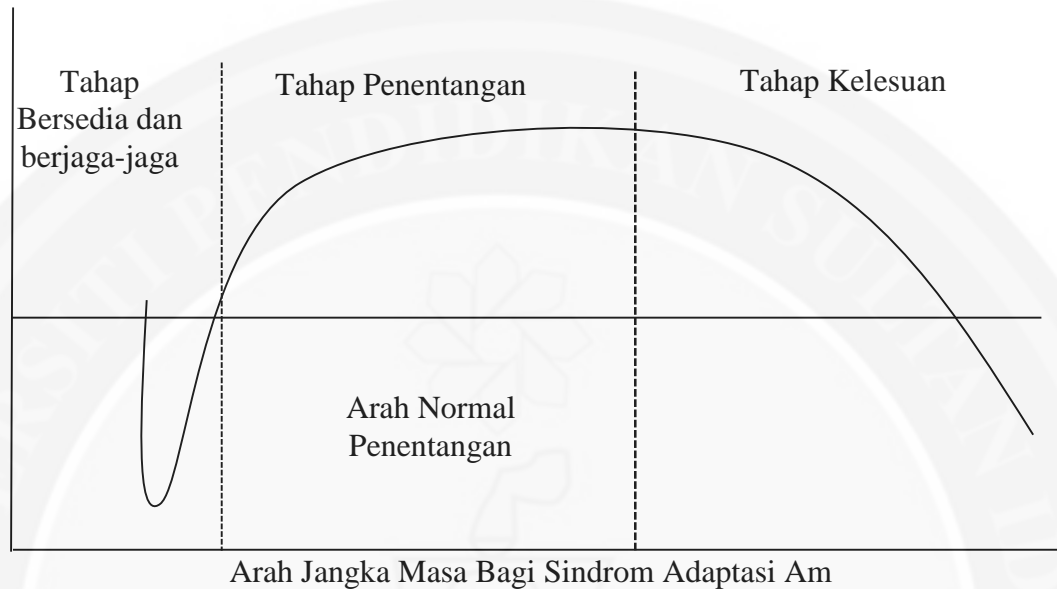 Tahap
Bersedia dan
berjaga-jaga
Tahap Penentangan
Tahap Kelesuan
Arah Normal
Penentangan
Arah Jangka Masa Bagi Sindrom Adaptasi Am